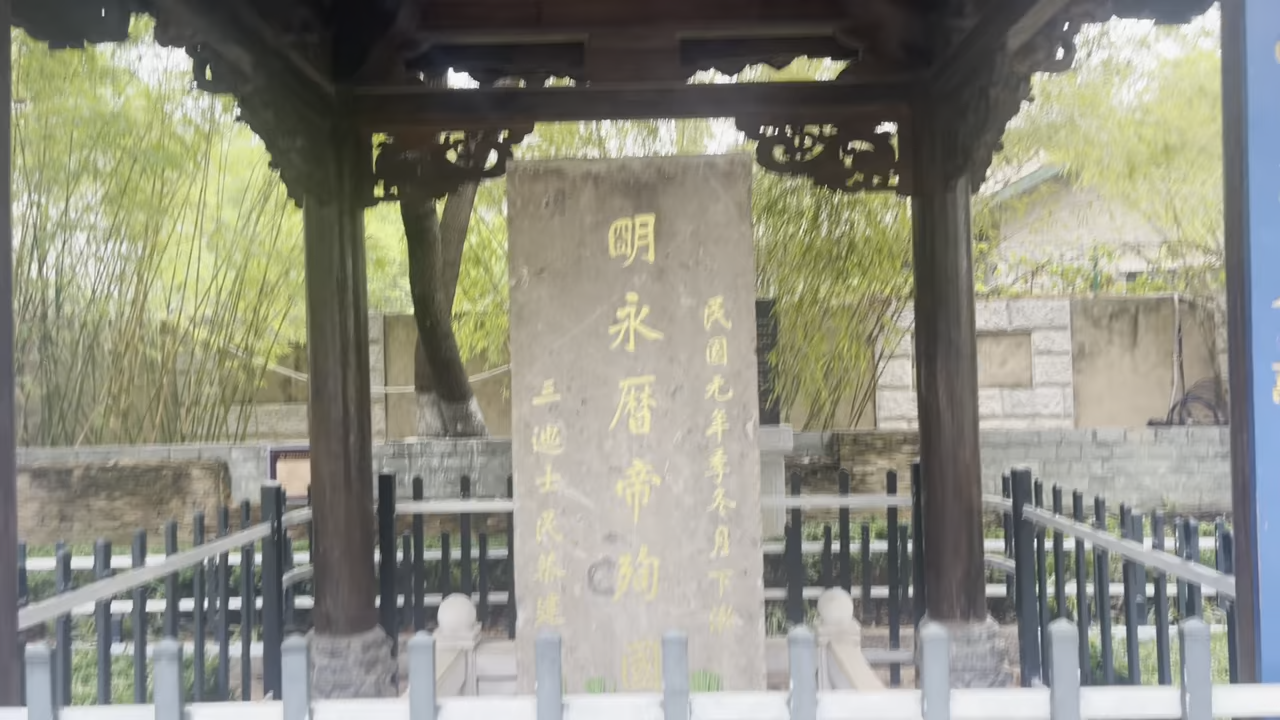 民國元年季冬月下浣
明永曆帝殉國
三迤士民建